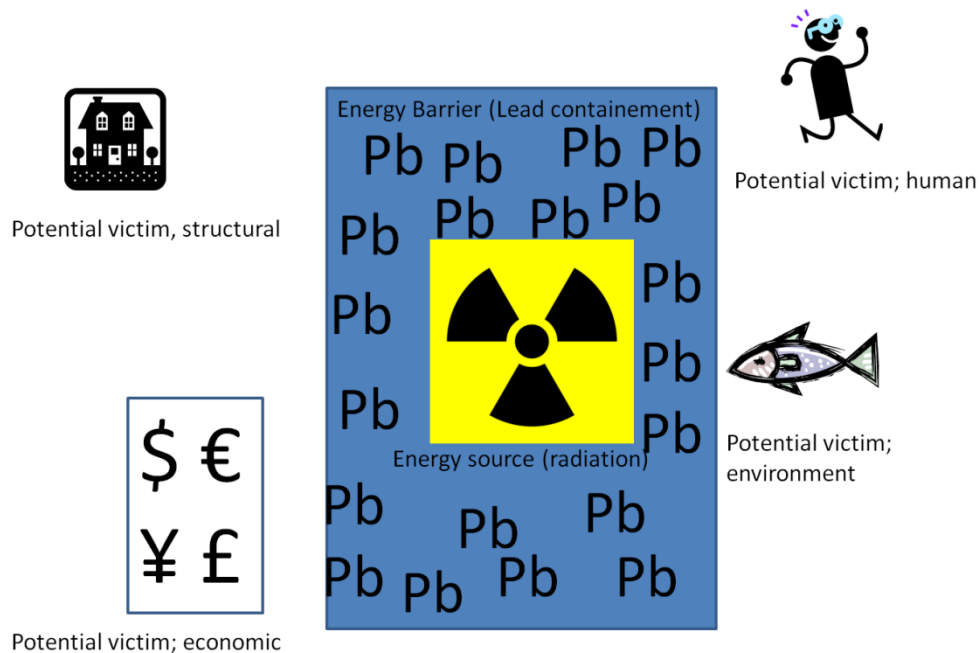 Energy Barrier (Lead containement)
Pb Pb Pb Pb
Pb Pb Pb
Pb
Pb
Pb
Pb
Pb
Pb
Energy source (radiation)
Pb Pb Pb
Pb Pb Pb Pb
Potential victim, structural
$ €
¥ £
Potential victim; economic
Potential victim; human
Potential victim;
environment